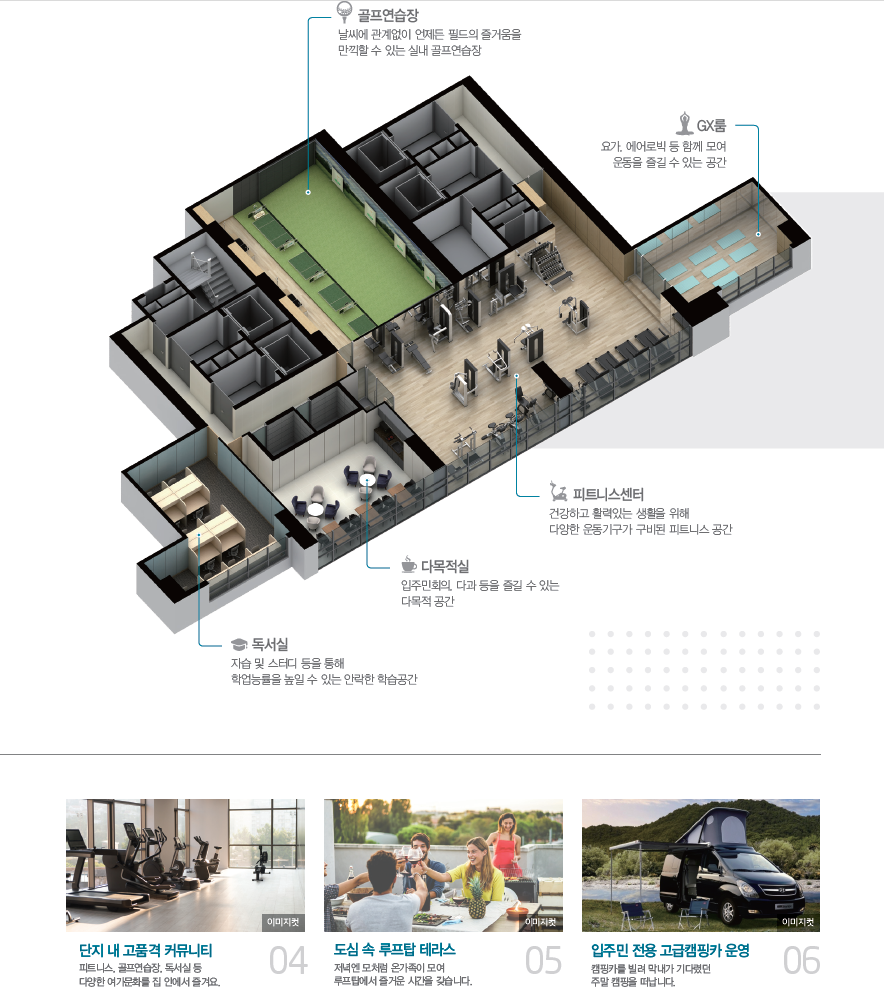 골프연습장
날씨에 관계없이 언제든 필드의 즐거움을
만끽할 수 있는 실내 골프연습장
GX룸
요가, 에어로빅 등 함께 모여
운동을 즐길 수 있는 공간
피트니스센터
건강하고 활력있는 생활을 위해
다양한 운동기구가 구비된 피트니스 공간
다목적실
입주민회의, 다과 등을 즐길 수 있는
다목적 공간
독서실
자습 및 스터디 등을 통해
학업능률을 높일 수 있는 안락한 학습공간
이미지컷
이미지컷
이미지컷
단지 내 고품격 커뮤니티
피트니스, 골프연습장, 독서실 등
다양한 여가문화를 집 안에서 즐겨요.
04
도심 속 루프탑 테라스
저녁엔 모처럼 온가족이 모여
루프탑에서 즐거운 시간을 갖습니다.
05
입주민 전용 고급캠핑카 운영
캠핑카를 빌려 막내가 기다렸던
주말 캠핑을 떠납니다.
06